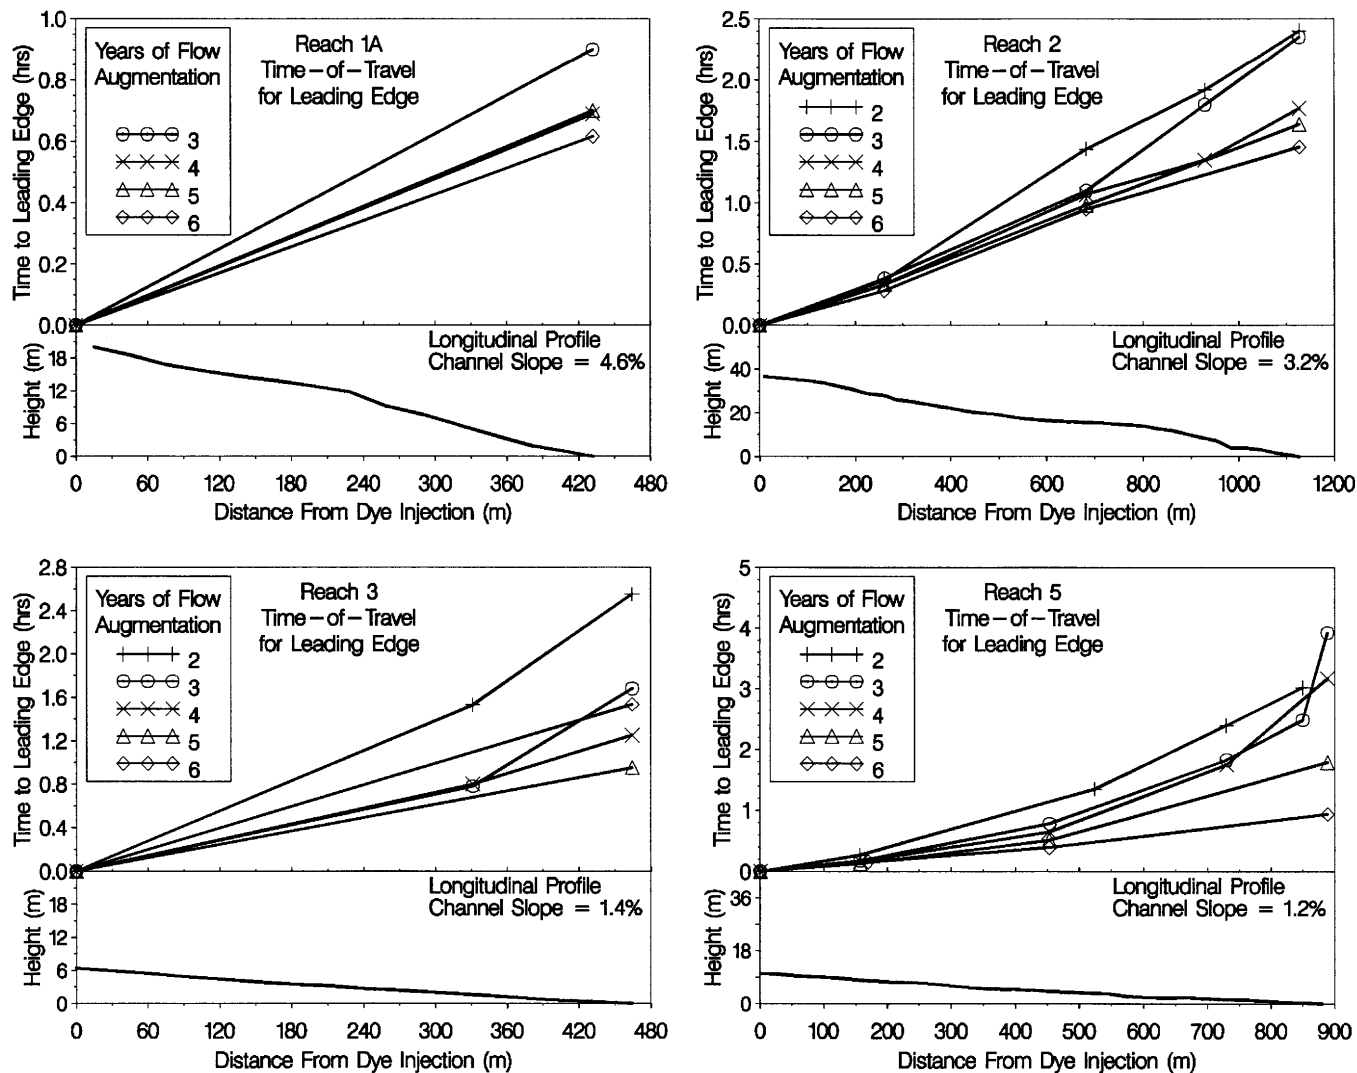 Time to Leading Edge (hrs)
1.0
0.8
0.6
0.4
0.2
0.0
Years of Flow
Augmentation
3
4
5
6
Reach 1A
Time-of-Travel
for Leading Edge
Height (m)
18
12
6
0
Longitudinal Profile
Channel Slope = 4.6%
0 60 120 180 240 300 360 420 480
Distance From Dye Injection (m)
Time to Leading Edge (hrs)
2.5
2.0
1.5
1.0
0.5
0.0
Years of Flow
Augmentation
2
3
4
5
6
Reach 2
Time-of-Travel
for Leading Edge
Height (m)
40
20
0
Longitudinal Profile
Channel Slope = 3.2%
0 200 400 600 800 1000 1200
Distance From Dye Injection (m)
Time to Leading Edge (hrs)
2.8
2.4
2.0
1.6
1.2
0.8
0.4
0.0
Years of Flow
Augmentation
2
3
4
5
6
Reach 3
Time-of-Travel
for Leading Edge
Height (m)
18
12
6
0
Longitudinal Profile
Channel Slope = 1.4%
0 60 120 180 240 300 360 420 480
Distance From Dye Injection (m)
Time to Leading Edge (hrs)
5
4
3
2
1
0
Years of Flow
Augmentation
2
3
4
5
6
Reach 5
Time-of-Travel
for Leading Edge
Height (m)
36
18
0
Longitudinal Profile
Channel Slope = 1.2%
0 100 200 300 400 500 600 700 800 900
Distance From Dye Injection (m)